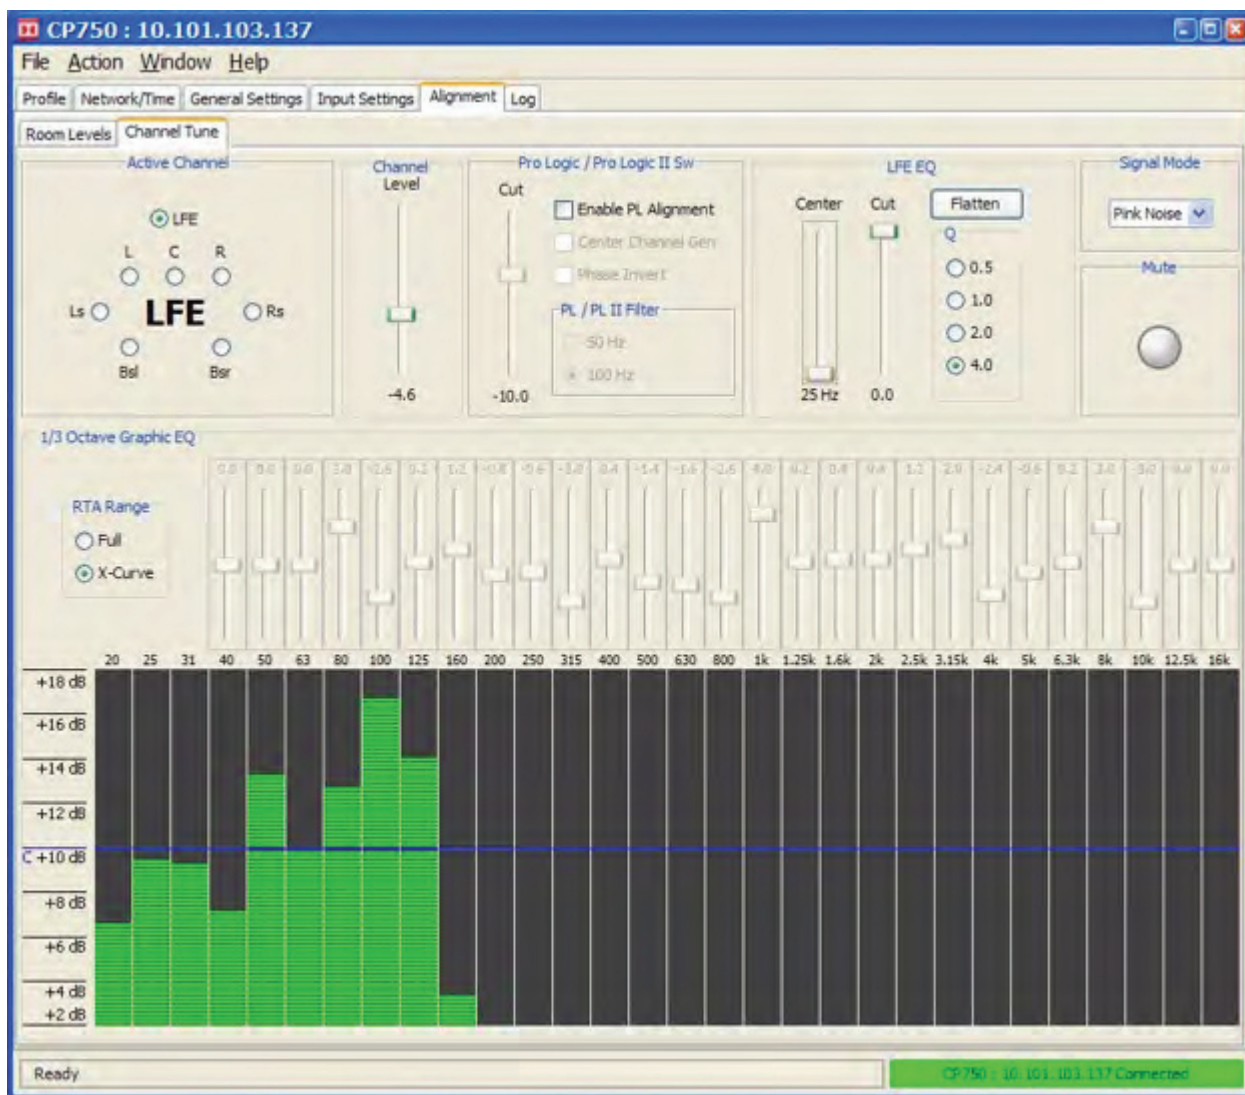 CP750 : 10.101.103.137
File Action Window Help
Profile Network/Time General Settings Input Settings Alignment Log
Room Levels Channel Tune
Active Channel
LFE
L C R
Ls LFE Rs
Bsl Bsr
Channel
Level
-4.6
Pro Logic / Pro Logic II Sw
Cut
-10.0
Enable PL Alignment
Center Channel Gen
Phase Invert
PL / PL II Filter
50 Hz
100 Hz
LFE EQ
Center Cut Flatten
25 Hz 0.0
Q
0.5
1.0
2.0
4.0
Signal Mode
Pink Noise
Mute
1/3 Octave Graphic EQ
RTA Range
Full
X-Curve
20 25 31 40 50 63 80 100 125 160 200 250 315 400 500 630 800 1k 1.25k 1.6k 2k 2.5k 3.15k 4k 5k 6.3k 8k 10k 12.5k 16k
+18 dB
+16 dB
+14 dB
+12 dB
C +10 dB
+8 dB
+6 dB
+4 dB
+2 dB
Ready
CP750 : 10.101.103.137 Connected